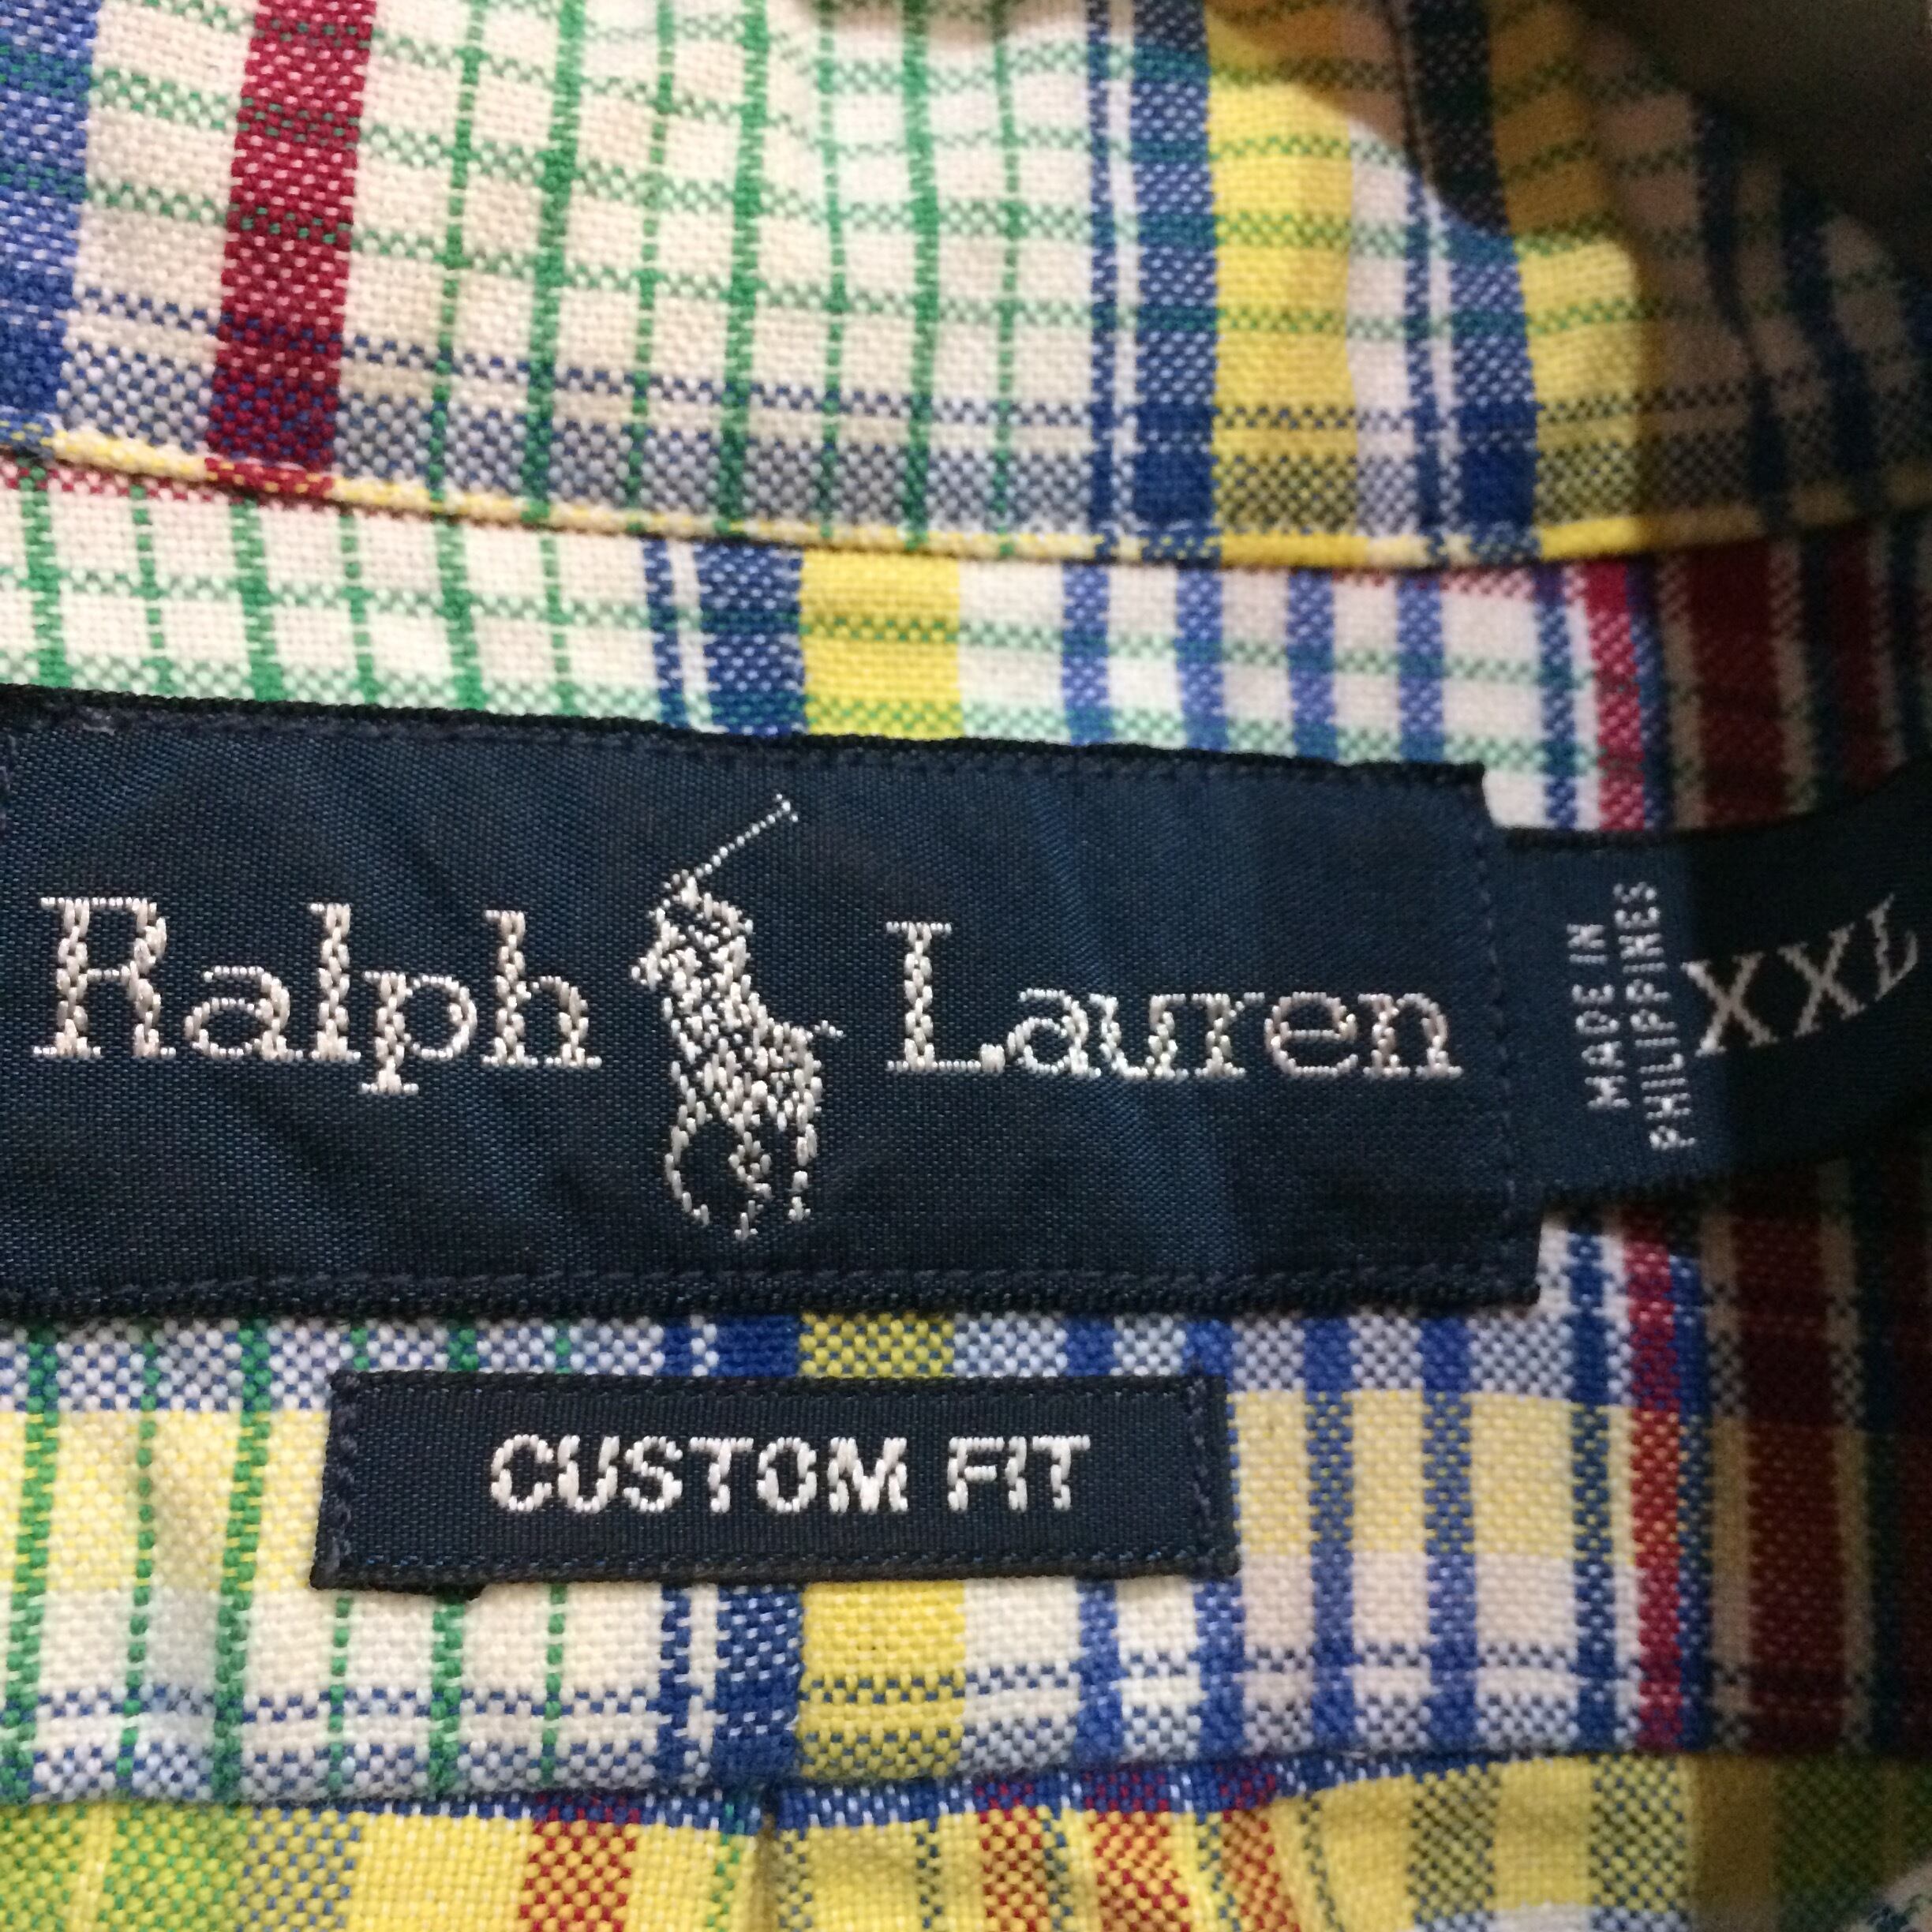 Ralph Lauren
MADE IN
PHILIPPINES
XXL
CUSTOM FIT